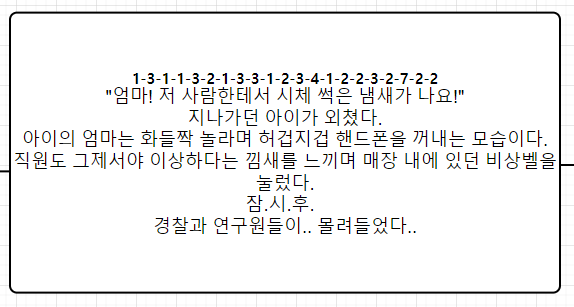 1-3-1-1-3-2-1-3-3-1-2-3-4-1-2-2-3-2-7-2-2
"엄마! 저 사람한테서 시체 썩은 냄새가 나요!"
지나가던 아이가 외쳤다.
아이의 엄마는 화들짝 놀라며 허겁지겁 핸드폰을 꺼내는 모습이다.
직원도 그제서야 이상하다는 낌새를 느끼며 매장 내에 있던 비상벨을
눌렀다.
잠.시.후.
경찰과 연구원들이.. 몰려들었다..